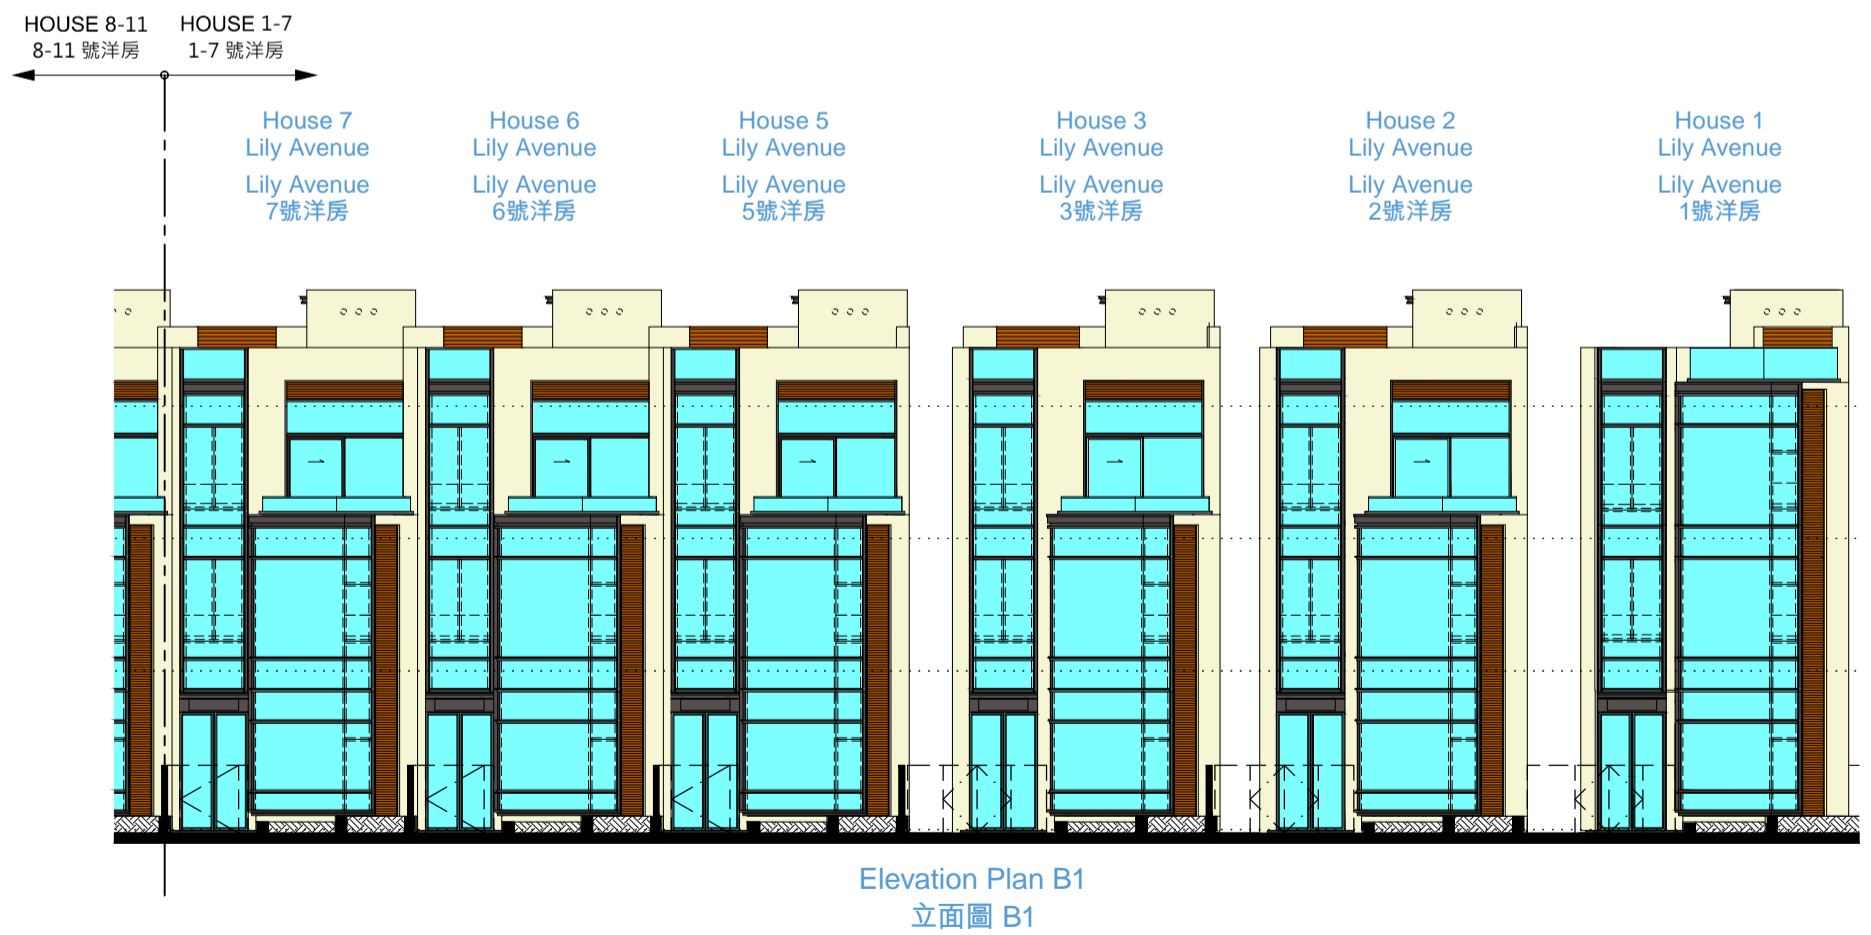 HOUSE 8-11
8-11 號洋房
HOUSE 1-7
1-7 號洋房
House 7
Lily Avenue
Lily Avenue
7號洋房
House 6
Lily Avenue
Lily Avenue
6號洋房
House 5
Lily Avenue
Lily Avenue
5號洋房
House 3
Lily Avenue
Lily Avenue
3號洋房
House 2
Lily Avenue
Lily Avenue
2號洋房
House 1
Lily Avenue
Lily Avenue
1號洋房
Elevation Plan B1
立面圖 B1